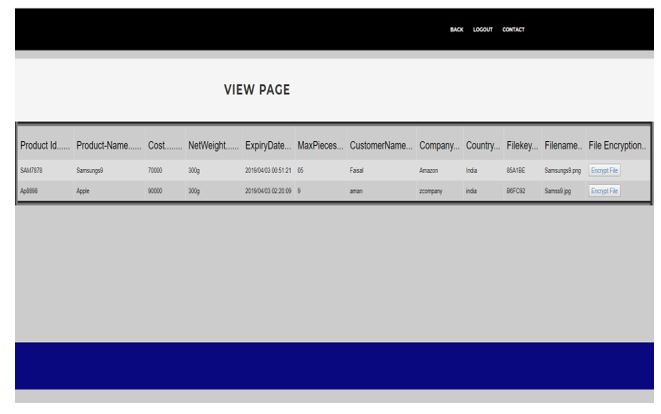 BACK LOGOUT CONTACT
VIEW PAGE
Product Id...... Product-Name...... Cost........ NetWeight...... ExpiryDate... MaxPieces... CustomerName... Company... Country... Filekey... Filename.. File Encryption..
SAM7878 Samsungs9 70000 300g 2019/04/03 00:51:21 05 Faisal Amazon India 85A1BE Samsungs9.png Encrypt File
Ap8898 Apple 90000 300g 2019/04/03 02:20:09 9 aman zcompany india B6FC92 Samss9.jpg Encrypt File